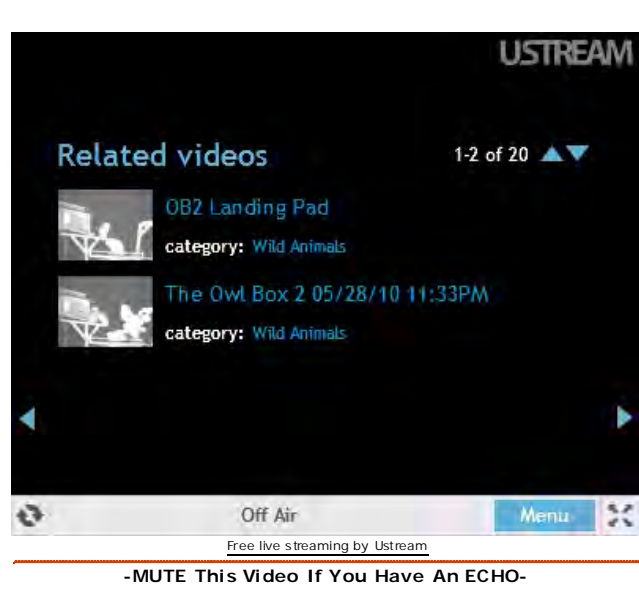 USTREAM
Related videos
1-2 of 20
OB2 Landing Pad
category: Wild Animals
The Owl Box 2 05/28/10 11:33PM
category: Wild Animals
Off Air
Menu
Free live streaming by Ustream
-MUTE This Video If You Have An ECHO-